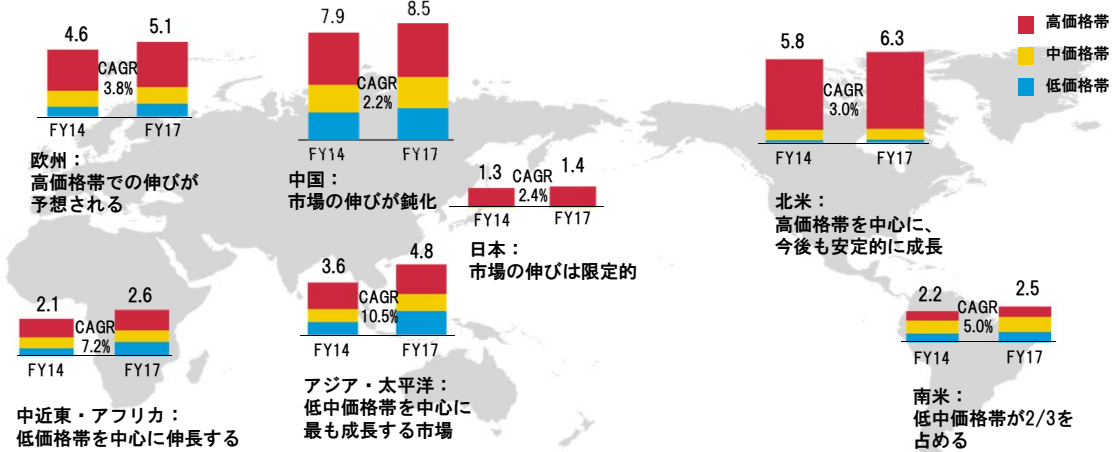 高価格帯
中価格帯
低価格帯
4.6
5.1
CAGR
3.8%
FY14
FY17
欧州：
高価格帯での伸びが
予想される
7.9
8.5
CAGR
2.2%
FY14
FY17
中国：
市場の伸びが鈍化
1.3
CAGR
2.4%
1.4
FY14
FY17
日本：
市場の伸びは限定的
5.8
6.3
CAGR
3.0%
FY14
FY17
北米：
高価格帯を中心に、
今後も安定的に成長
2.1
2.6
CAGR
7.2%
FY14
FY17
中近東・アフリカ：
低価格帯を中心に伸長する
3.6
4.8
CAGR
10.5%
FY14
FY17
アジア・太平洋：
低中価格帯を中心に
最も成長する市場
2.2
2.5
CAGR
5.0%
FY14
FY17
南米：
低中価格帯が2/3を
占める